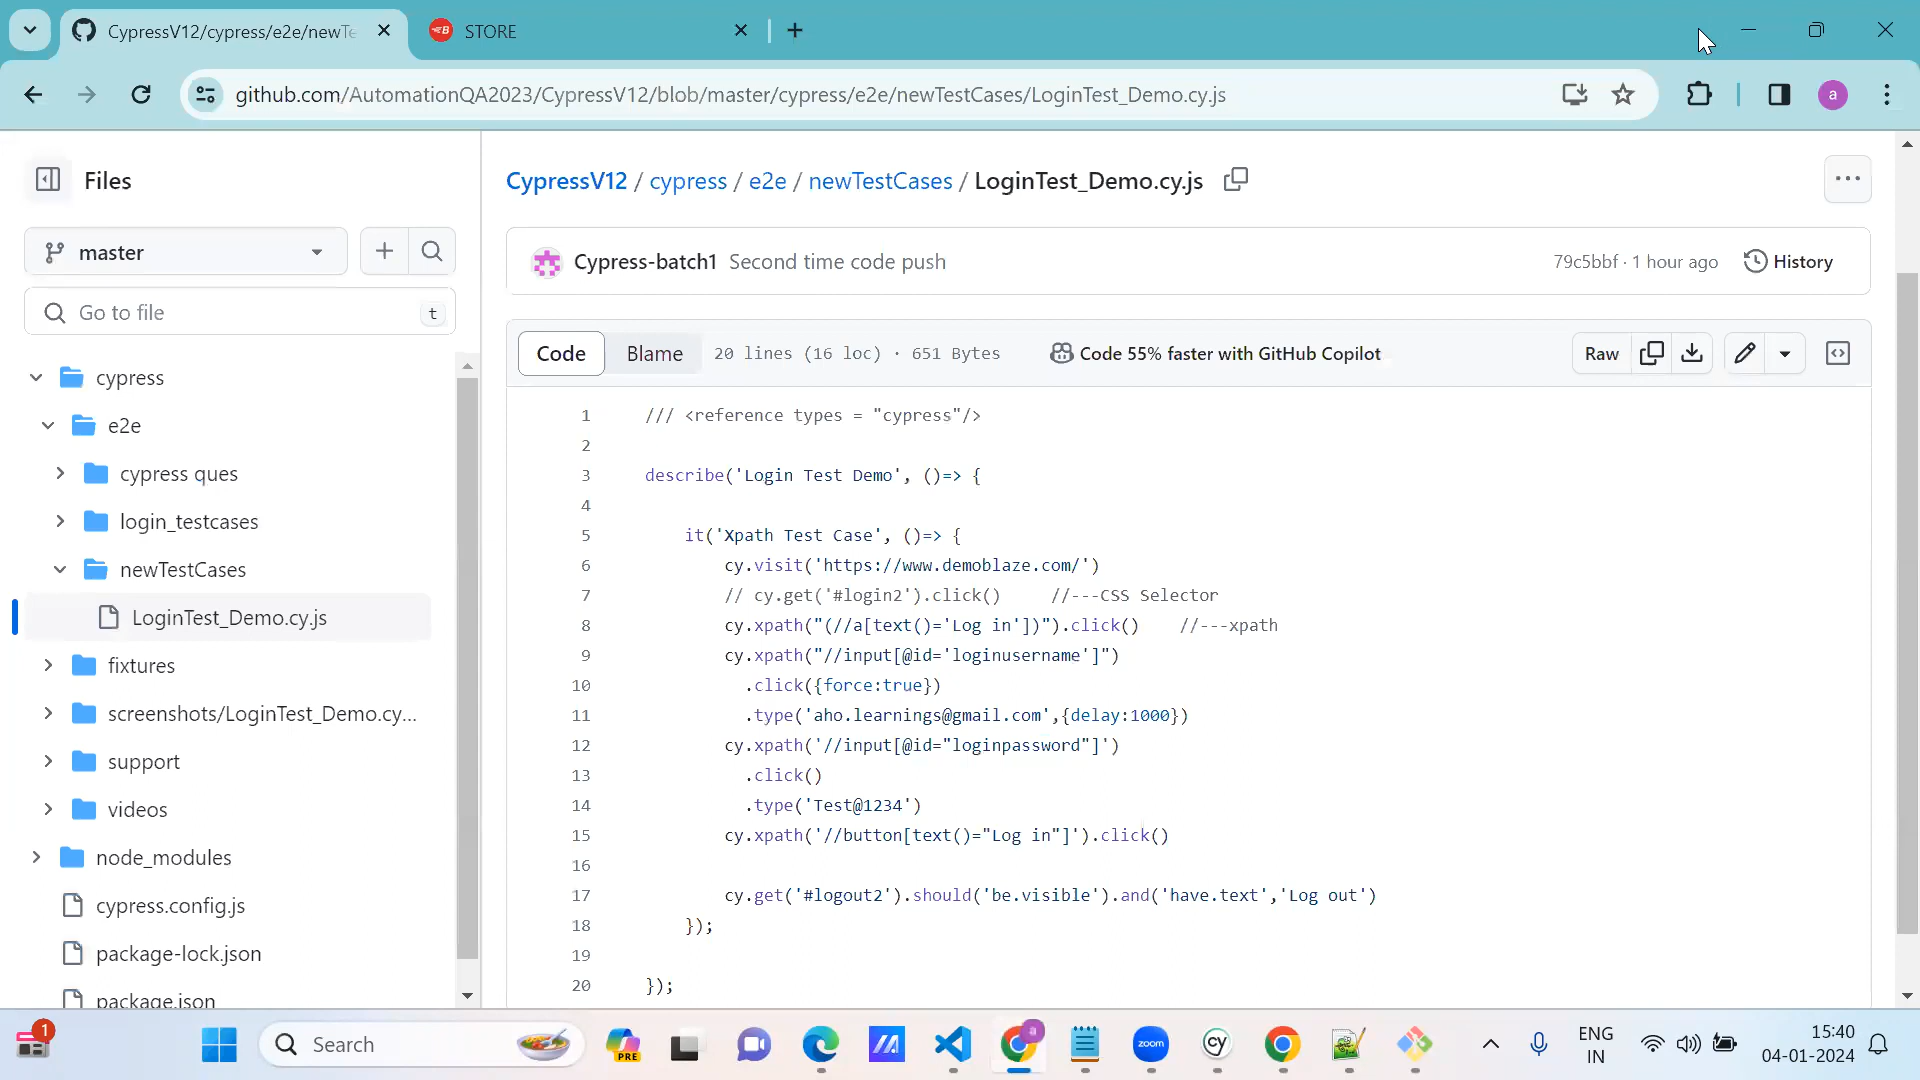 CypressV12/cypress/e2e/newTe
STORE
github.com/AutomationQA2023/CypressV12/blob/master/cypress/e2e/newTestCases/LoginTest_Demo.cy.js
a
Files
master
Go to file
t
cypress
e2e
cypress ques
login_testcases
newTestCases
LoginTest_Demo.cy.js
fixtures
screenshots/LoginTest_Demo.cy...
support
videos
node_modules
cypress.config.js
package-lock.json
package.json
CypressV12 / cypress / e2e / newTestCases / LoginTest_Demo.cy.js
Cypress-batch1 Second time code push
79c5bbf · 1 hour ago
History
Code
Blame
20 lines (16 loc) · 651 Bytes
Code 55% faster with GitHub Copilot
Raw
1 /// <reference types = "cypress"/>
2
3 describe('Login Test Demo', ()=> {
4
5 it('Xpath Test Case', ()=> {
6 cy.visit('https://www.demoblaze.com/')
7 // cy.get('#login2').click() //---CSS Selector
8 cy.xpath("(//a[text()='Log in'])").click() //---xpath
9 cy.xpath("//input[@id='loginusername']")
10 .click({force:true})
11 .type('aho.learnings@gmail.com',{delay:1000})
12 cy.xpath('//input[@id="loginpassword"]')
13 .click()
14 .type('Test@1234')
15 cy.xpath('//button[text()="Log in"]').click()
16
17 cy.get('#logout2').should('be.visible').and('have.text','Log out')
18 });
19
20 });
1
Search
PRE
a
zoom
cy
ENG
IN
15:40
04-01-2024